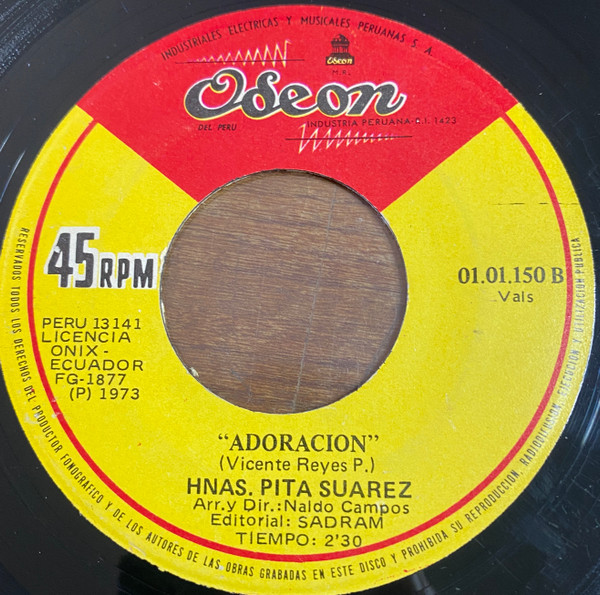 INDUSTRIALES ELECTRICAS Y MUSICALES PERUANAS S. A.
Odeon
M.R.
Odeon
DEL PERU
INDUSTRIA PERUANA-D.I. 1423
45 RPM
01.01.150 B
Vals
PERU 13141
LICENCIA
ONIX-
ECUADOR
FG-1877
(P) 1973
"ADORACION"
(Vicente Reyes P.)
HNAS. PITA SUAREZ
Arr.y Dir.:Naldo Campos
Editorial: SADRAM
TIEMPO: 2'30
RESERVADOS TODOS LOS DERECHOS DEL PRODUCTOR FONOGRAFICO Y DE LOS AUTORES DE LAS OBRAS GRABADAS EN ESTE DISCO Y PROHIBIDA SU REPRODUCCION, RADIODIFUSION, EJECUCION Y UTILIZACION PUBLICA